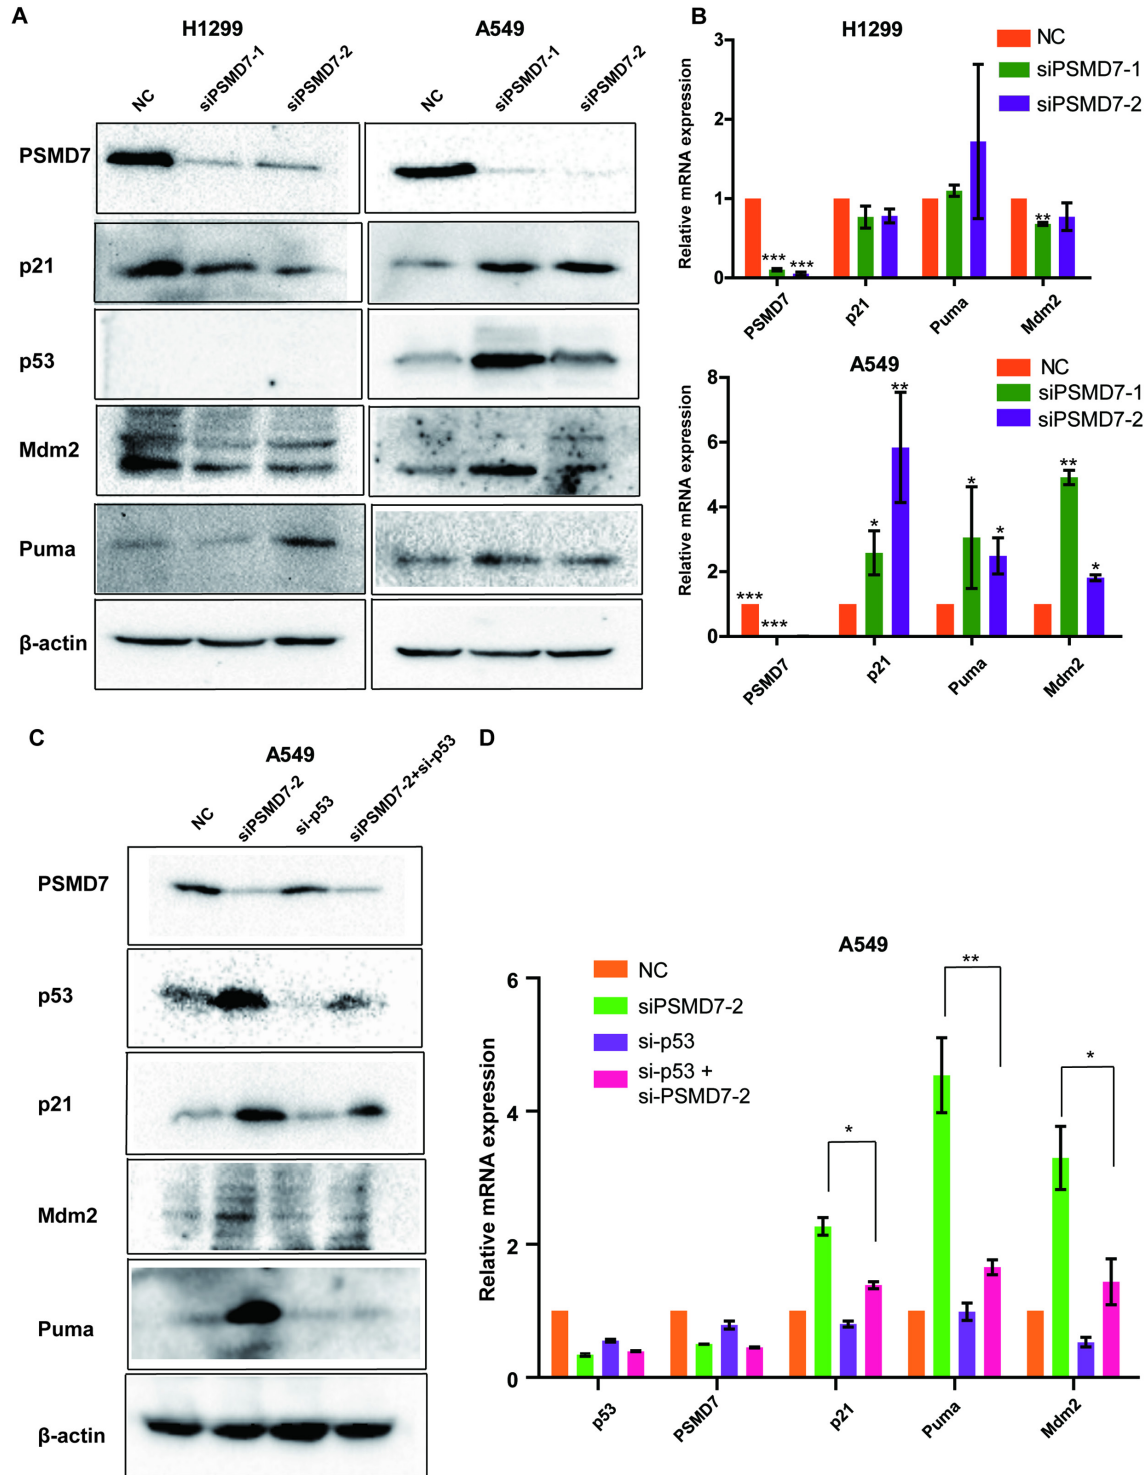 A
H1299
A549
NC
siPSMD7-1
siPSMD7-2
NC
siPSMD7-1
siPSMD7-2
PSMD7
p21
p53
Mdm2
Puma
β-actin
B
H1299
NC
siPSMD7-1
siPSMD7-2
Relative mRNA expression
3
2
1
0
***
***
**
PSMD7
p21
Puma
Mdm2
A549
NC
siPSMD7-1
siPSMD7-2
Relative mRNA expression
8
6
4
2
0
***
***
*
**
*
*
**
*
PSMD7
p21
Puma
Mdm2
C
A549
NC
siPSMD7-2
si-p53
siPSMD7-2+si-p53
PSMD7
p53
p21
Mdm2
Puma
β-actin
D
A549
NC
siPSMD7-2
si-p53
si-p53 +
si-PSMD7-2
Relative mRNA expression
6
4
2
0
*
**
*
p53
PSMD7
p21
Puma
Mdm2